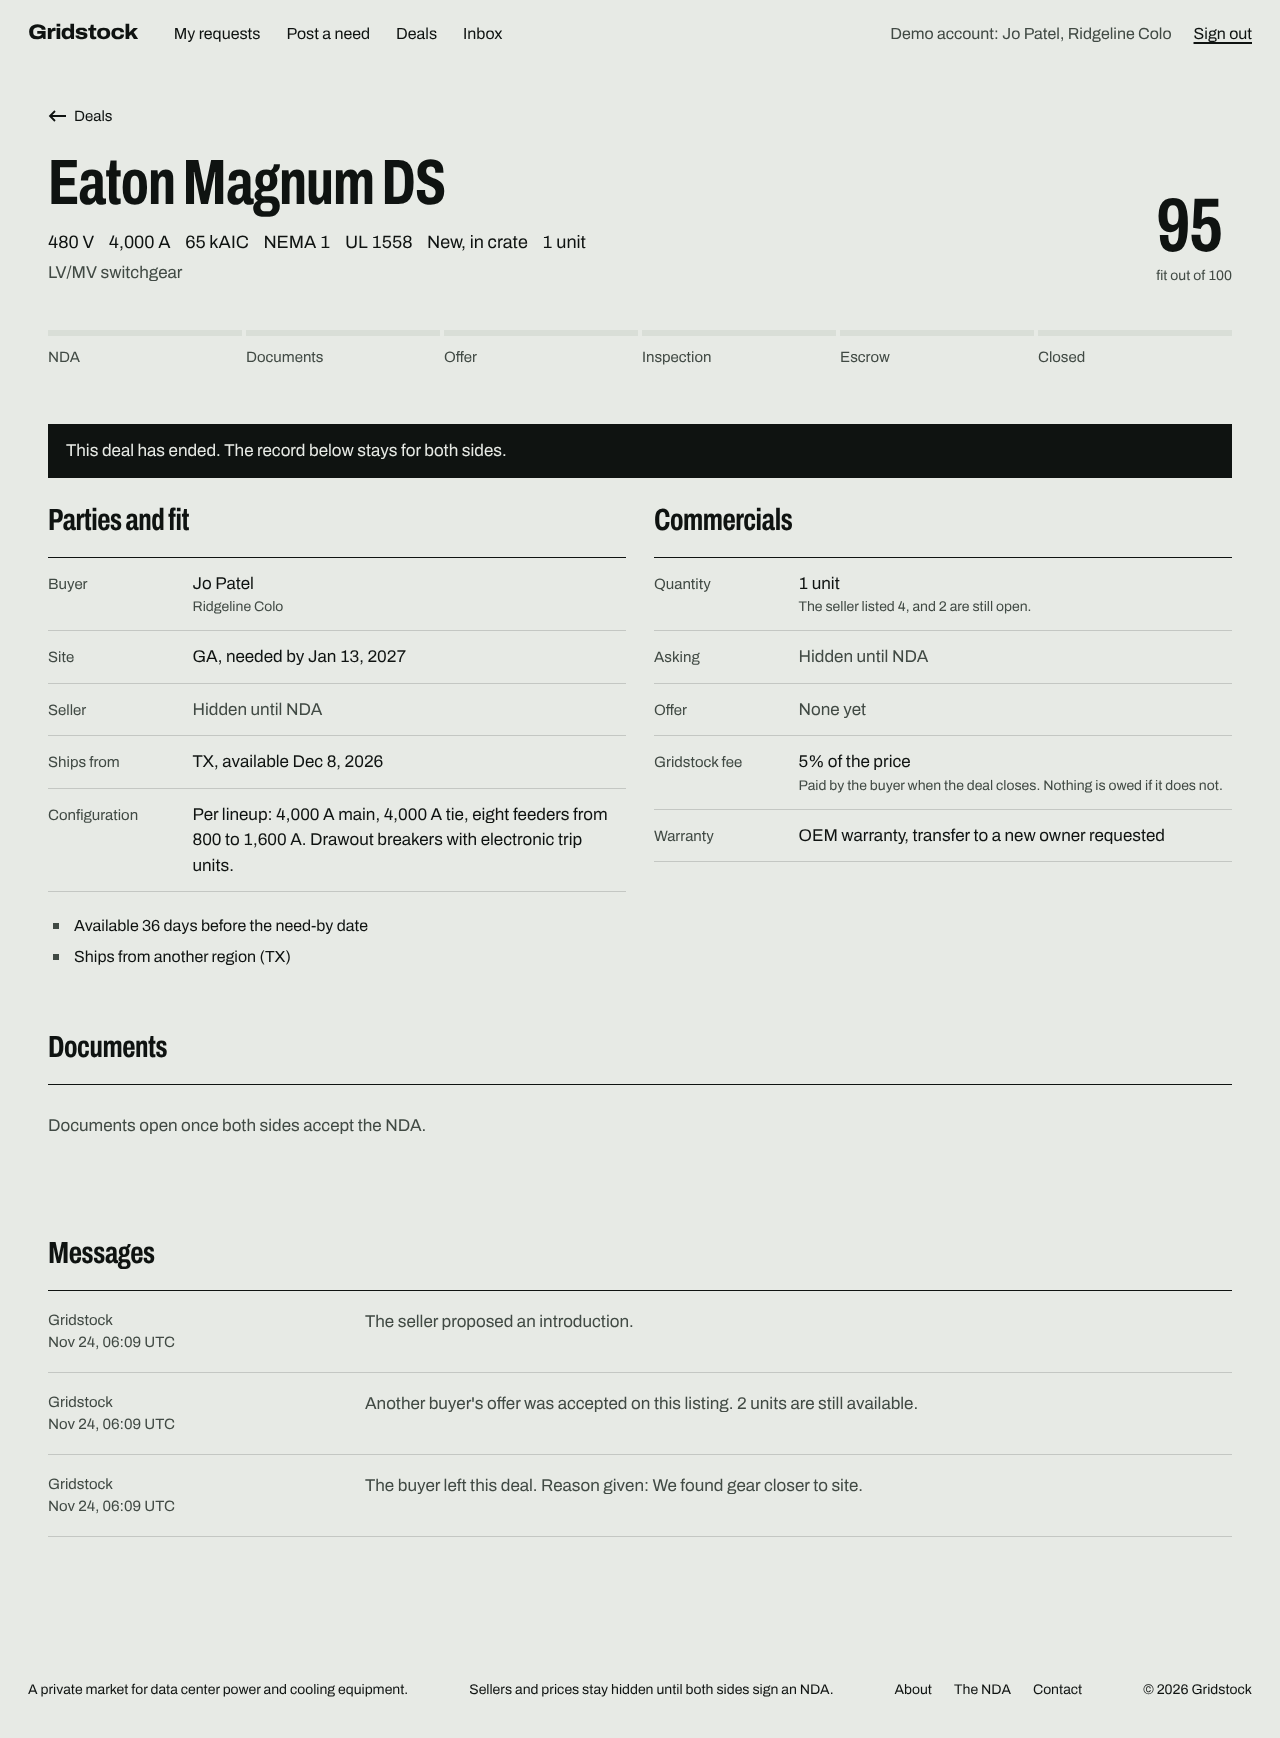 Gridstock
My requests
Post a need
Deals
Inbox
Demo account: Jo Patel, Ridgeline Colo
Sign out
Deals
Eaton Magnum DS
480 V 4,000 A 65 kAIC NEMA 1 UL 1558 New, in crate 1 unit
LV/MV switchgear
95
fit out of 100
NDA
Documents
Offer
Inspection
Escrow
Closed
This deal has ended. The record below stays for both sides.
Parties and fit
Buyer
Jo Patel
Ridgeline Colo
Site
GA, needed by Jan 13, 2027
Seller
Hidden until NDA
Ships from
TX, available Dec 8, 2026
Configuration
Per lineup: 4,000 A main, 4,000 A tie, eight feeders from
800 to 1,600 A. Drawout breakers with electronic trip
units.
Available 36 days before the need-by date
Ships from another region (TX)
Commercials
Quantity
1 unit
The seller listed 4, and 2 are still open.
Asking
Hidden until NDA
Offer
None yet
Gridstock fee
5% of the price
Paid by the buyer when the deal closes. Nothing is owed if it does not.
Warranty
OEM warranty, transfer to a new owner requested
Documents
Documents open once both sides accept the NDA.
Messages
Gridstock
Nov 24, 06:09 UTC
The seller proposed an introduction.
Gridstock
Nov 24, 06:09 UTC
Another buyer's offer was accepted on this listing. 2 units are still available.
Gridstock
Nov 24, 06:09 UTC
The buyer left this deal. Reason given: We found gear closer to site.
A private market for data center power and cooling equipment.
Sellers and prices stay hidden until both sides sign an NDA.
About
The NDA
Contact
© 2026 Gridstock